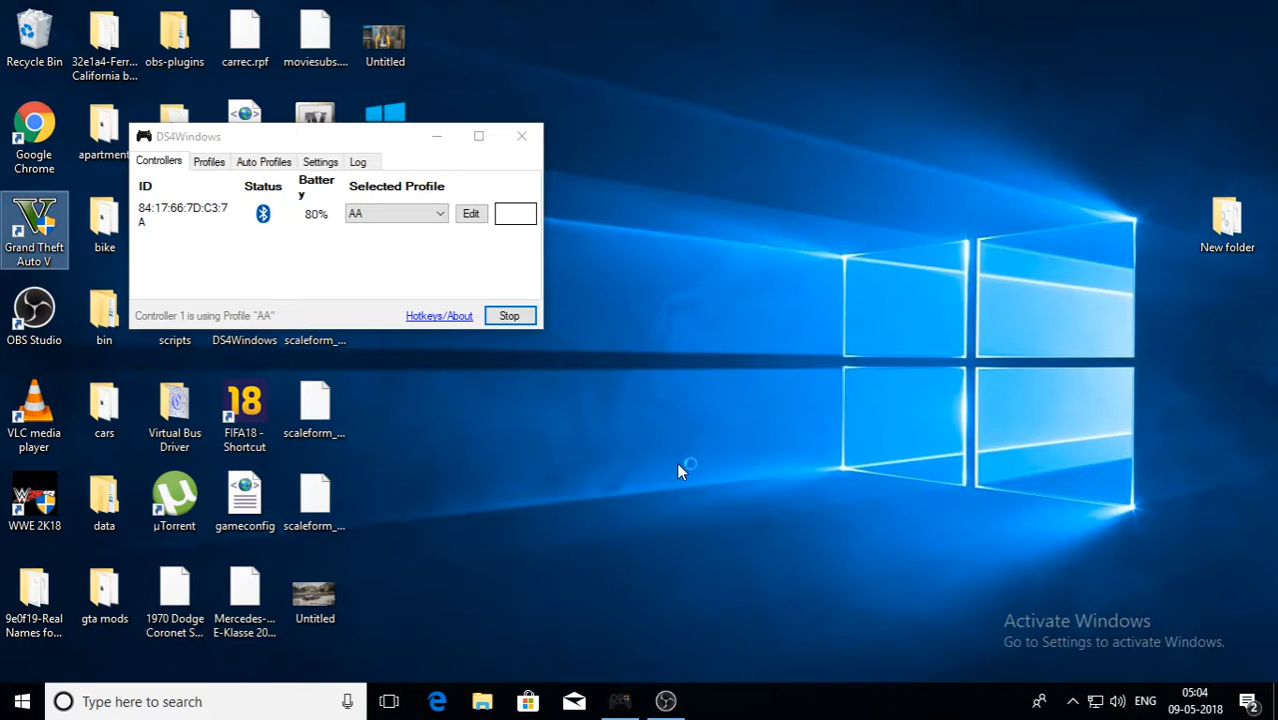 Recycle Bin
32e1a4-Ferr...
California b...
obs-plugins
carrec.rpf
moviesubs....
Untitled
Google
Chrome
apartment
DS4Windows
Controllers
Profiles
Auto Profiles
Settings
Log
ID
Status
Batter
y
Selected Profile
84:17:66:7D:C3:7
A
80%
AA
Edit
Controller 1 is using Profile "AA"
Hotkeys/About
Stop
Grand Theft
Auto V
bike
New folder
OBS Studio
bin
scripts
DS4Windows
scaleform_...
VLC media
player
cars
Virtual Bus
Driver
18
FIFA18 -
Shortcut
scaleform_...
WWE 2K18
data
µTorrent
gameconfig
scaleform_...
9e0f19-Real
Names fo...
gta mods
1970 Dodge
Coronet S...
Mercedes-...
E-Klasse 20...
Untitled
Activate Windows
Go to Settings to activate Windows.
Type here to search
ENG
05:04
09-05-2018
2